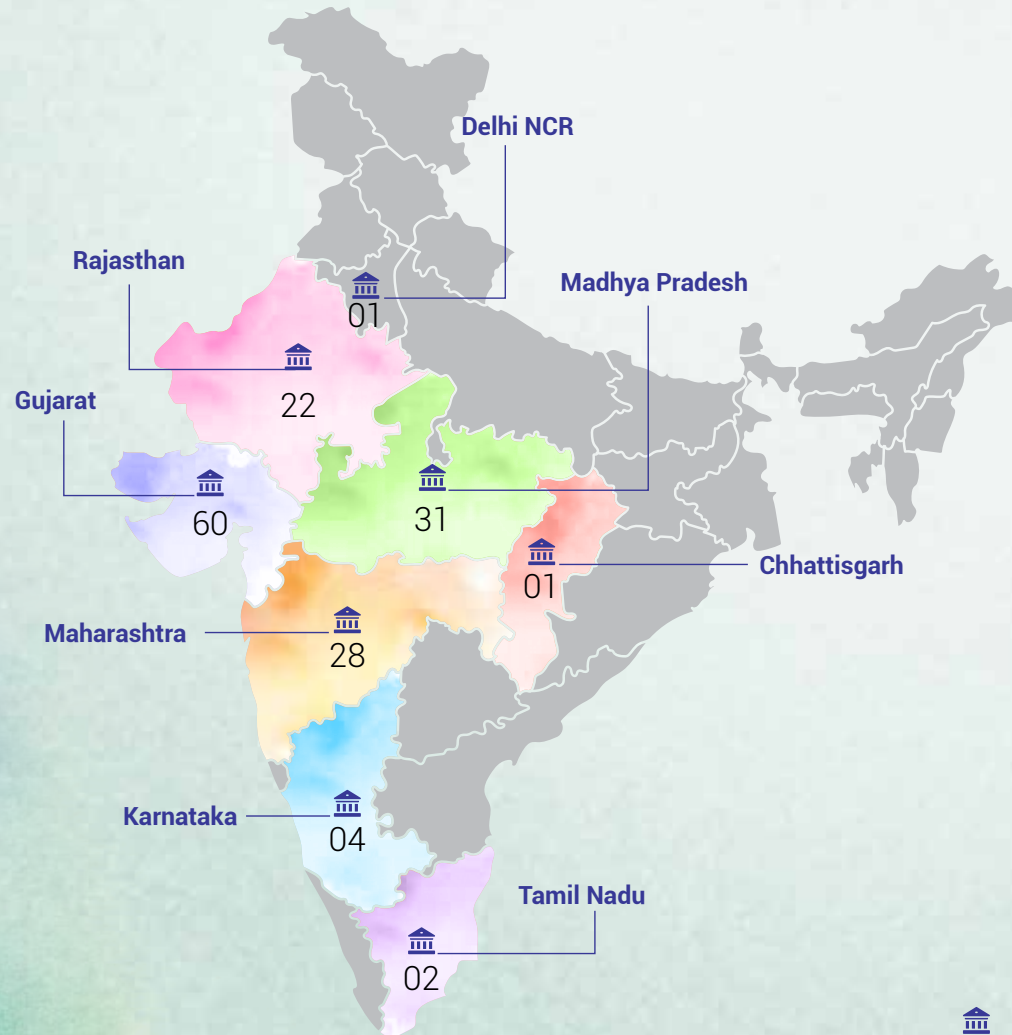 Delhi NCR
01
Rajasthan
22
Madhya Pradesh
31
Gujarat
60
Chhattisgarh
01
Maharashtra
28
Karnataka
04
Tamil Nadu
02